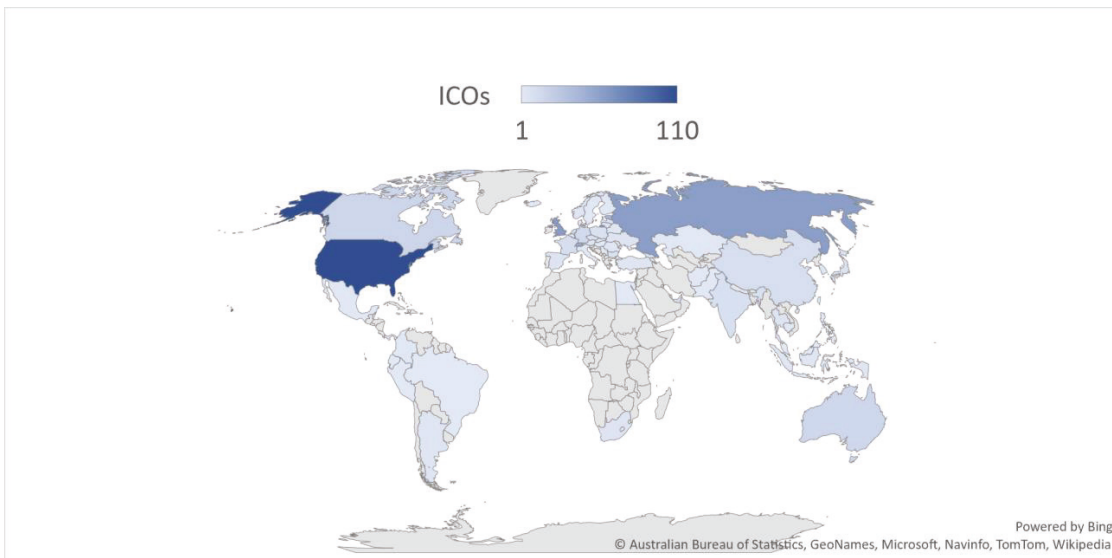 ICOs
1 110
Powered by Bing
© Australian Bureau of Statistics, GeoNames, Microsoft, Navinfo, TomTom, Wikipedia